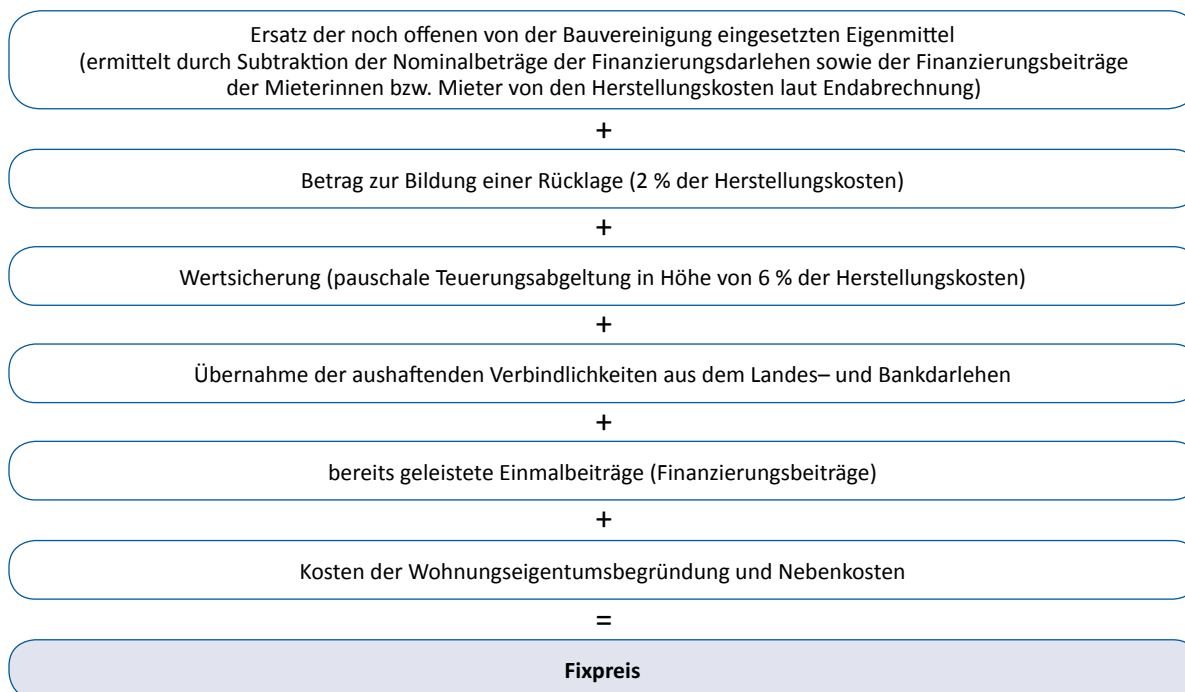 Ersatz der noch offenen von der Bauvereinigung eingesetzten Eigenmittel
(ermittelt durch Subtraktion der Nominalbeträge der Finanzierungsdarlehen sowie der Finanzierungsbeiträge
der Mieterinnen bzw. Mieter von den Herstellungskosten laut Endabrechnung)
+
Betrag zur Bildung einer Rücklage (2 % der Herstellungskosten)
+
Wertsicherung (pauschale Teuerungsabgeltung in Höhe von 6 % der Herstellungskosten)
+
Übernahme der aushaftenden Verbindlichkeiten aus dem Landes– und Bankdarlehen
+
bereits geleistete Einmalbeiträge (Finanzierungsbeiträge)
+
Kosten der Wohnungseigentumsbegründung und Nebenkosten
=
Fixpreis